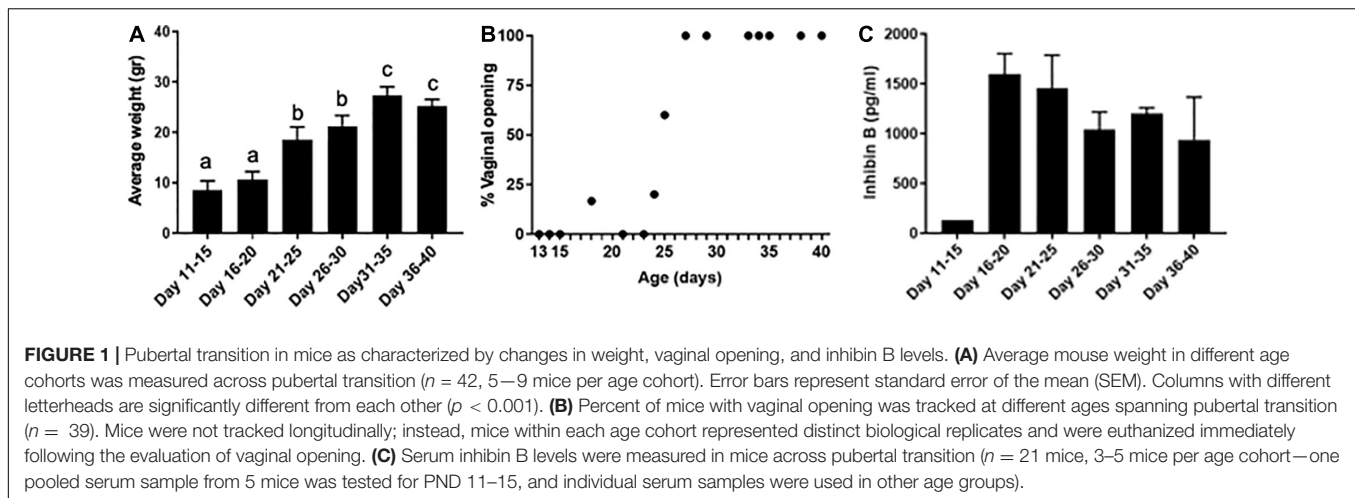 A
40
30
20
10
0
Average weight (gr)
a
a
b
b
c
c
Day 11-15
Day 16-20
Day 21-25
Day 26-30
Day31-35
Day 36-40
B
100
75
50
25
0
% Vaginal opening
13 15 20 25 30 35 40
Age (days)
C
2000
1500
1000
500
0
Inhibin B (pg/ml)
Day 11-15
Day 16-20
Day 21-25
Day 26-30
Day 31-35
Day 36-40
FIGURE 1 | Pubertal transition in mice as characterized by changes in weight, vaginal opening, and inhibin B levels. (A) Average mouse weight in different age
cohorts was measured across pubertal transition (n = 42, 5—9 mice per age cohort). Error bars represent standard error of the mean (SEM). Columns with different
letterheads are significantly different from each other (p < 0.001). (B) Percent of mice with vaginal opening was tracked at different ages spanning pubertal transition
(n = 39). Mice were not tracked longitudinally; instead, mice within each age cohort represented distinct biological replicates and were euthanized immediately
following the evaluation of vaginal opening. (C) Serum inhibin B levels were measured in mice across pubertal transition (n = 21 mice, 3–5 mice per age cohort—one
pooled serum sample from 5 mice was tested for PND 11–15, and individual serum samples were used in other age groups).